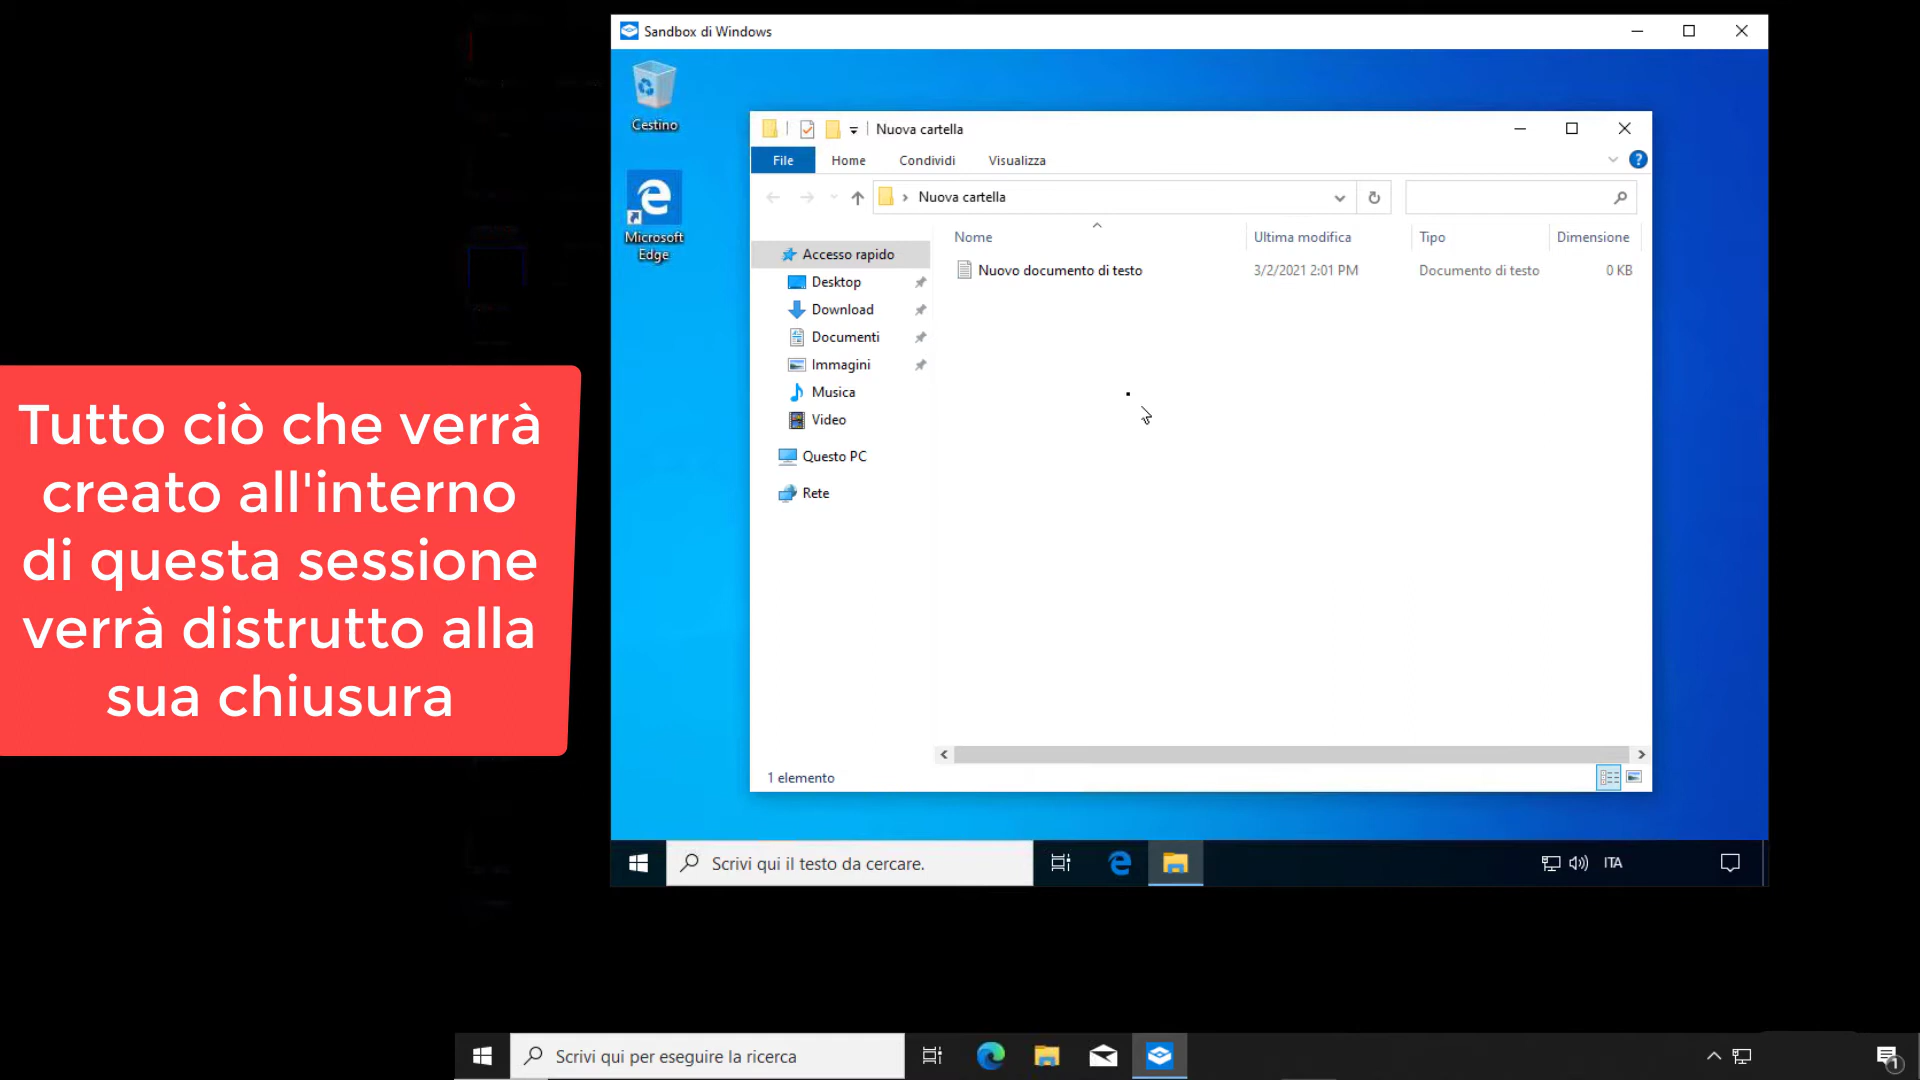 Sandbox di Windows
Cestino
Microsoft
Edge
Nuova cartella
File
Home
Condividi
Visualizza
?
Nuova cartella
Nome
Ultima modifica
Tipo
Dimensione
Nuovo documento di testo
3/2/2021 2:01 PM
Documento di testo
0 KB
Accesso rapido
Desktop
Download
Documenti
Immagini
Musica
Video
Questo PC
Rete
1 elemento
Tutto ciò che verrà
creato all'interno
di questa sessione
verrà distrutto alla
sua chiusura
Scrivi qui il testo da cercare.
ITA
Scrivi qui per eseguire la ricerca
1